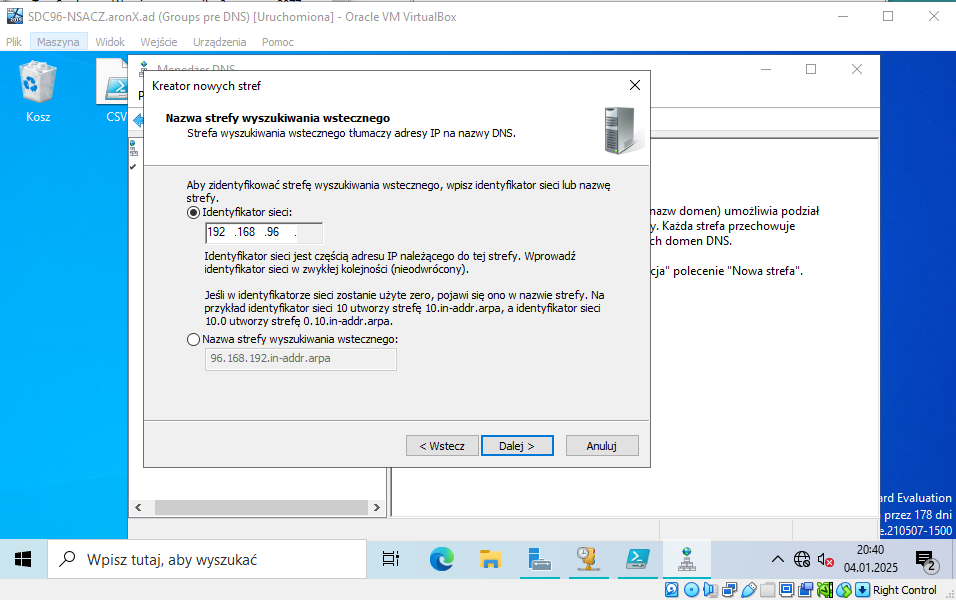 SDC96-NSACZ.aronX.ad (Groups pre DNS) [Uruchomiona] - Oracle VM VirtualBox
Plik Maszyna Widok Wejście Urządzenia Pomoc
Menedżer DNS
Kosz
CSV
Kreator nowych stref
Nazwa strefy wyszukiwania wstecznego
Strefa wyszukiwania wstecznego tłumaczy adresy IP na nazwy DNS.
Aby zidentyfikować strefę wyszukiwania wstecznego, wpisz identyfikator sieci lub nazwę
strefy.
Identyfikator sieci:
192 .168 .96 .
Identyfikator sieci jest częścią adresu IP należącego do tej strefy. Wprowadź
identyfikator sieci w zwykłej kolejności (nieodwrócony).
Jeśli w identyfikatorze sieci zostanie użyte zero, pojawi się ono w nazwie strefy. Na
przykład identyfikator sieci 10 utworzy strefę 10.in-addr.arpa, a identyfikator sieci
10.0 utworzy strefę 0.10.in-addr.arpa.
Nazwa strefy wyszukiwania wstecznego:
96.168.192.in-addr.arpa
< Wstecz Dalej > Anuluj
nazw domen) umożliwia podział
y. Każda strefa przechowuje
ch domen DNS.
cja" polecenie "Nowa strefa".
ard Evaluation
przez 178 dni
e.210507-1500
Wpisz tutaj, aby wyszukać
20:40
04.01.2025
2
Right Control